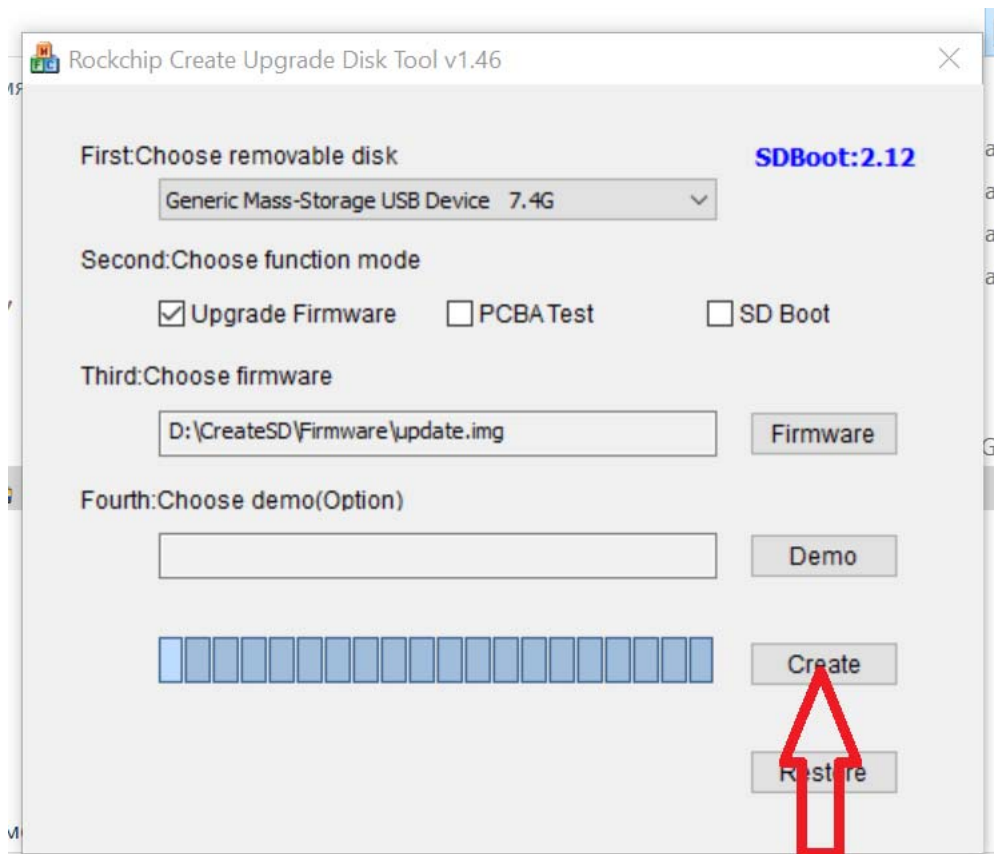 Rockchip Create Upgrade Disk Tool v1.46
First:Choose removable disk
SDBoot:2.12
Generic Mass-Storage USB Device 7.4G
Second:Choose function mode
Upgrade Firmware
PCBA Test
SD Boot
Third:Choose firmware
D:\CreateSD\Firmware\update.img
Firmware
Fourth:Choose demo(Option)
Demo
Create
Restore